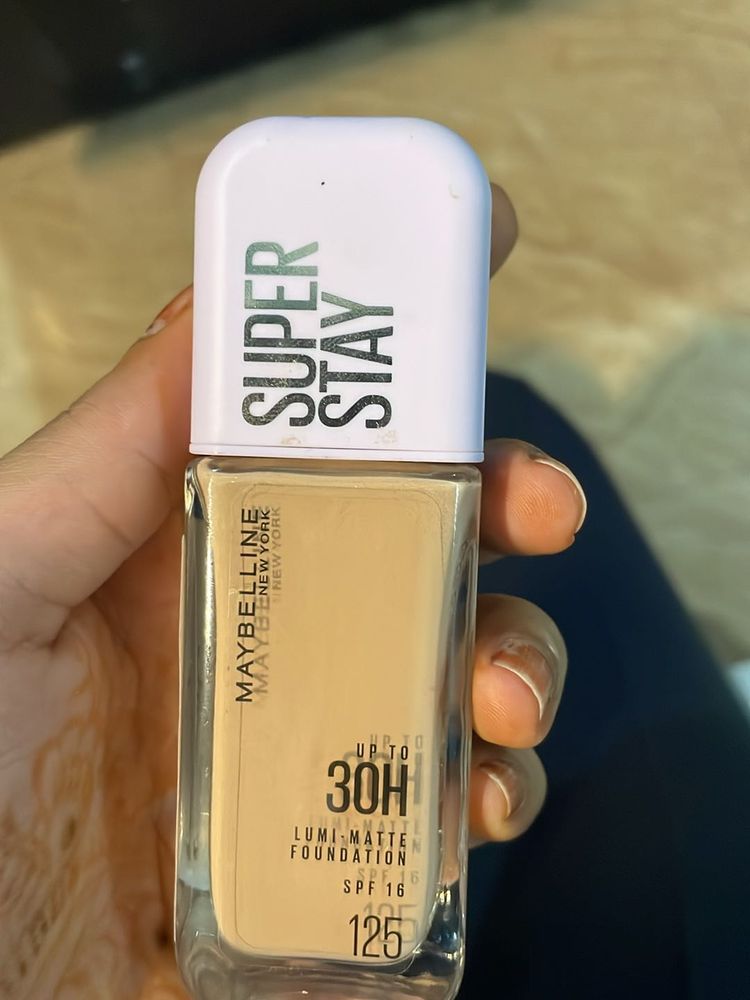 SUPER
STAY
MAYBELLINE
NEW YORK
UP TO
30H
LUMI-MATTE
FOUNDATION
SPF 16
125